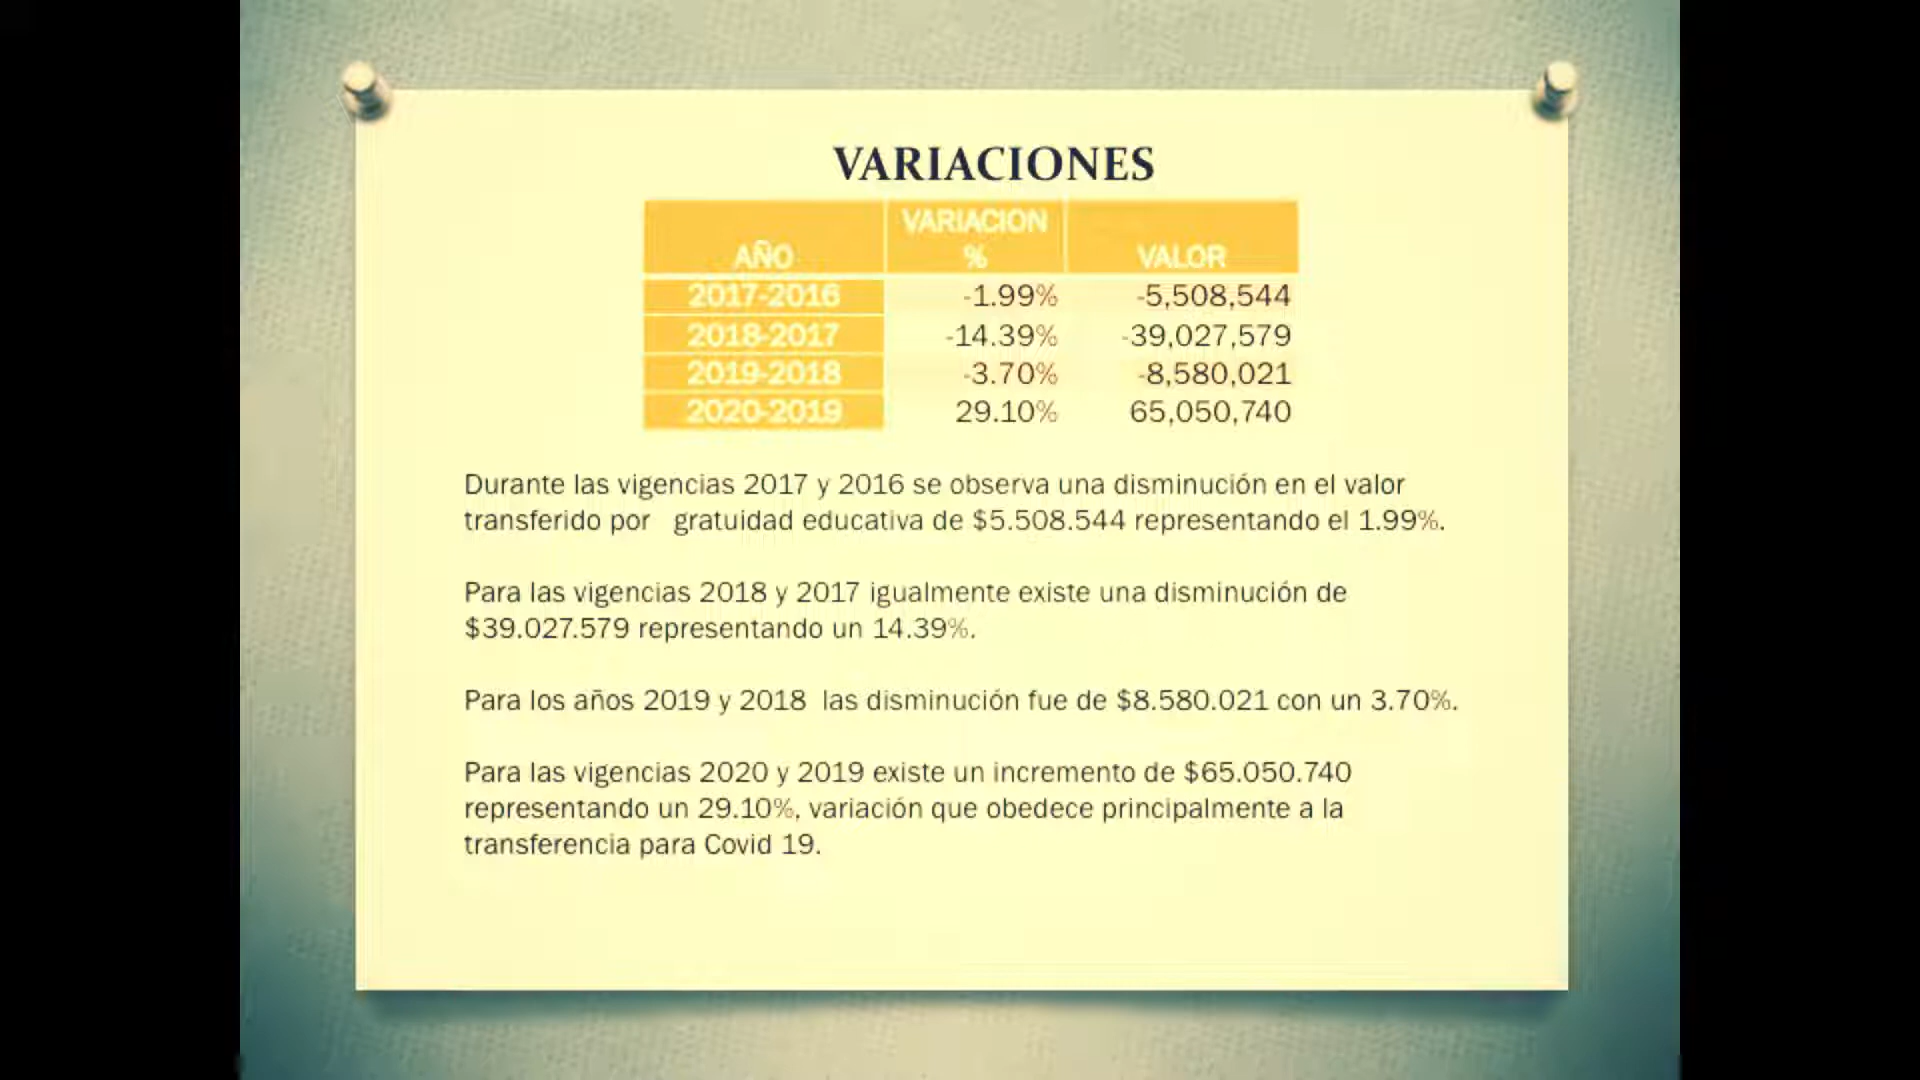 VARIACIONES
AÑO VARIACION % VALOR
2017-2016 -1.99% -5,508,544
2018-2017 -14.39% -39,027,579
2019-2018 -3.70% -8,580,021
2020-2019 29.10% 65,050,740
Durante las vigencias 2017 y 2016 se observa una disminución en el valor
transferido por gratuidad educativa de $5.508.544 representando el 1.99%.
Para las vigencias 2018 y 2017 igualmente existe una disminución de
$39.027.579 representando un 14.39%.
Para los años 2019 y 2018 las disminución fue de $8.580.021 con un 3.70%.
Para las vigencias 2020 y 2019 existe un incremento de $65.050.740
representando un 29.10%, variación que obedece principalmente a la
transferencia para Covid 19.